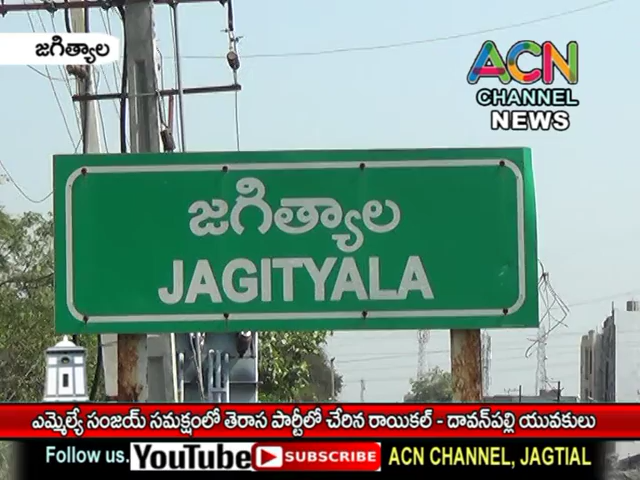 జగిత్యాల
ACN
CHANNEL
NEWS
జగిత్యాల
JAGITYALA
ఎమ్మెల్యే సంజయ్ సమక్షంలో తెరాస పార్టీలో చేరిన రాయికల్ - దావన్‌పల్లి యువకులు
Follow us. YouTube SUBSCRIBE ACN CHANNEL, JAGTIAL